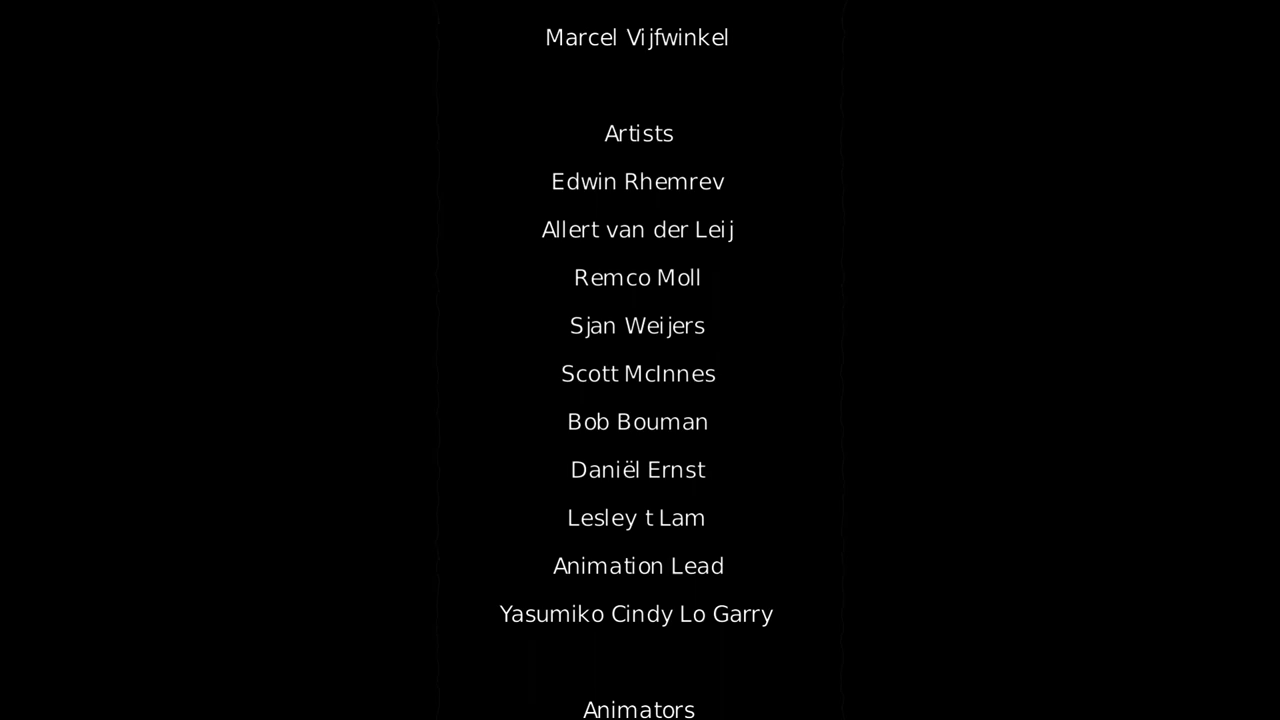 Marcel Vijfwinkel
Artists
Edwin Rhemrev
Allert van der Leij
Remco Moll
Sjan Weijers
Scott McInnes
Bob Bouman
Daniël Ernst
Lesley t Lam
Animation Lead
Yasumiko Cindy Lo Garry
Animators